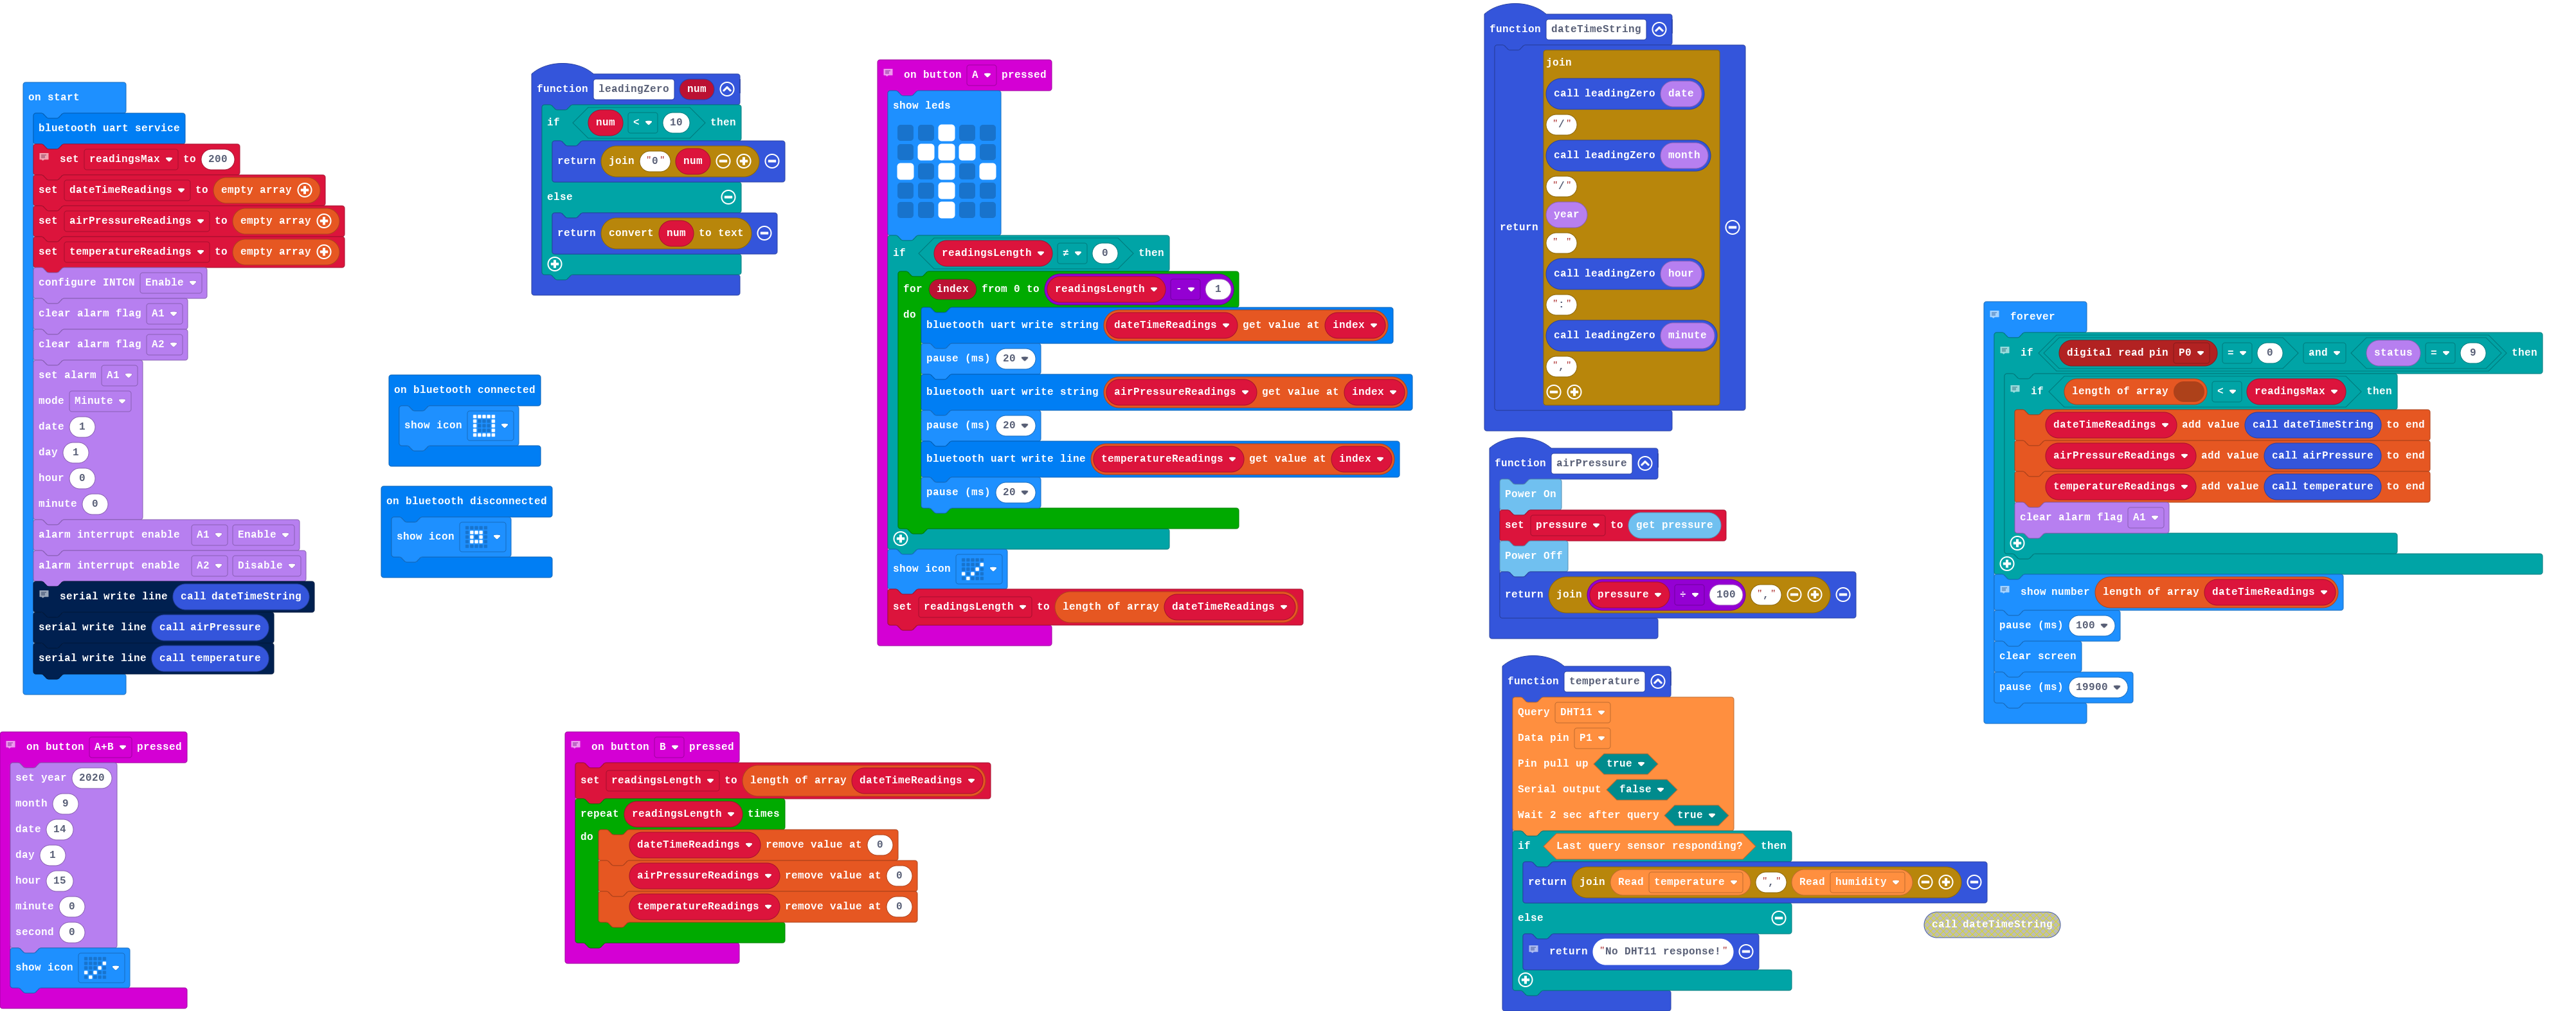 on start
bluetooth uart service
set readingsMax to 200
set dateTimeReadings to empty array
set airPressureReadings to empty array
set temperatureReadings to empty array
configure INTCN Enable
clear alarm flag A1
clear alarm flag A2
set alarm A1
mode Minute
date 1
day 1
hour 0
minute 0
alarm interrupt enable A1 Enable
alarm interrupt enable A2 Disable
serial write line call dateTimeString
serial write line call airPressure
serial write line call temperature
on button A+B pressed
set year 2020
month 9
date 14
day 1
hour 15
minute 0
second 0
show icon
on bluetooth connected
show icon
on bluetooth disconnected
show icon
function leadingZero num
if num < 10 then
return join "0" num
else
return convert num to text
on button B pressed
set readingsLength to length of array dateTimeReadings
repeat readingsLength times
do
dateTimeReadings remove value at 0
airPressureReadings remove value at 0
temperatureReadings remove value at 0
on button A pressed
show leds
if readingsLength ≠ 0 then
for index from 0 to readingsLength - 1
do
bluetooth uart write string dateTimeReadings get value at index
pause (ms) 20
bluetooth uart write string airPressureReadings get value at index
pause (ms) 20
bluetooth uart write line temperatureReadings get value at index
pause (ms) 20
show icon
set readingsLength to length of array dateTimeReadings
function dateTimeString
return
join
call leadingZero date
"/"
call leadingZero month
"/"
year
" "
call leadingZero hour
":"
call leadingZero minute
","
function airPressure
Power On
set pressure to get pressure
Power Off
return join pressure ÷ 100 ","
function temperature
Query DHT11
Data pin P1
Pin pull up true
Serial output false
Wait 2 sec after query true
if Last query sensor responding? then
return join Read temperature "," Read humidity
else
return "No DHT11 response!"
call dateTimeString
forever
if digital read pin P0 = 0 and status = 9 then
if length of array < readingsMax then
dateTimeReadings add value call dateTimeString to end
airPressureReadings add value call airPressure to end
temperatureReadings add value call temperature to end
clear alarm flag A1
show number length of array dateTimeReadings
pause (ms) 100
clear screen
pause (ms) 19900